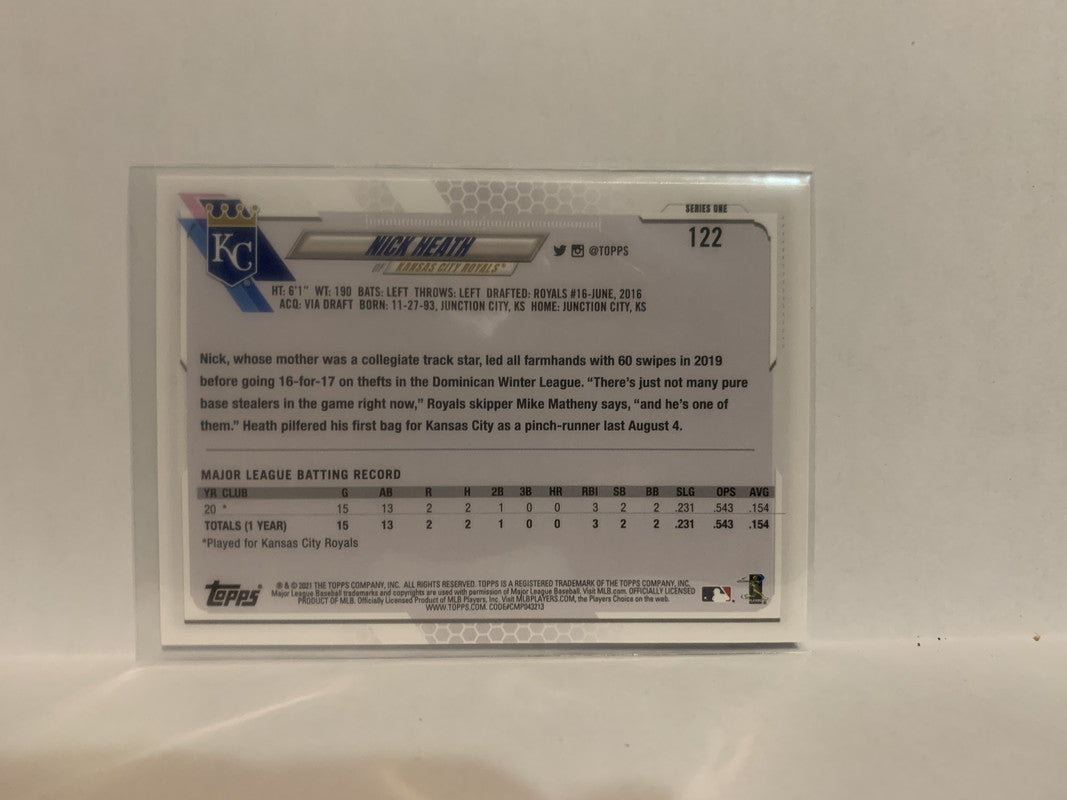 SERIES ONE
122
KC
NICK HEATH
OF KANSAS CITY ROYALS®
@TOPPS
HT: 6'1" WT: 190 BATS: LEFT THROWS: LEFT DRAFTED: ROYALS #16-JUNE, 2016
ACQ: VIA DRAFT BORN: 11-27-93, JUNCTION CITY, KS HOME: JUNCTION CITY, KS
Nick, whose mother was a collegiate track star, led all farmhands with 60 swipes in 2019
before going 16-for-17 on thefts in the Dominican Winter League. “There’s just not many pure
base stealers in the game right now,” Royals skipper Mike Matheny says, “and he’s one of
them.” Heath pilfered his first bag for Kansas City as a pinch-runner last August 4.
MAJOR LEAGUE BATTING RECORD
YR CLUB G AB R H 2B 3B HR RBI SB BB SLG OPS AVG
20 * 15 13 2 2 1 0 0 3 2 2 .231 .543 .154
TOTALS (1 YEAR) 15 13 2 2 1 0 0 3 2 2 .231 .543 .154
*Played for Kansas City Royals
Topps®
® & © 2021 THE TOPPS COMPANY, INC. ALL RIGHTS RESERVED. TOPPS IS A REGISTERED TRADEMARK OF THE TOPPS COMPANY, INC.
Major League Baseball trademarks and copyrights are used with permission of Major League Baseball. Visit MLB.com. OFFICIALLY LICENSED
PRODUCT OF MLB. Officially Licensed Product of MLB Players, Inc. Visit MLBPLAYERS.COM, the Players Choice on the web.
WWW.TOPPS.COM. CODE#CMP043213